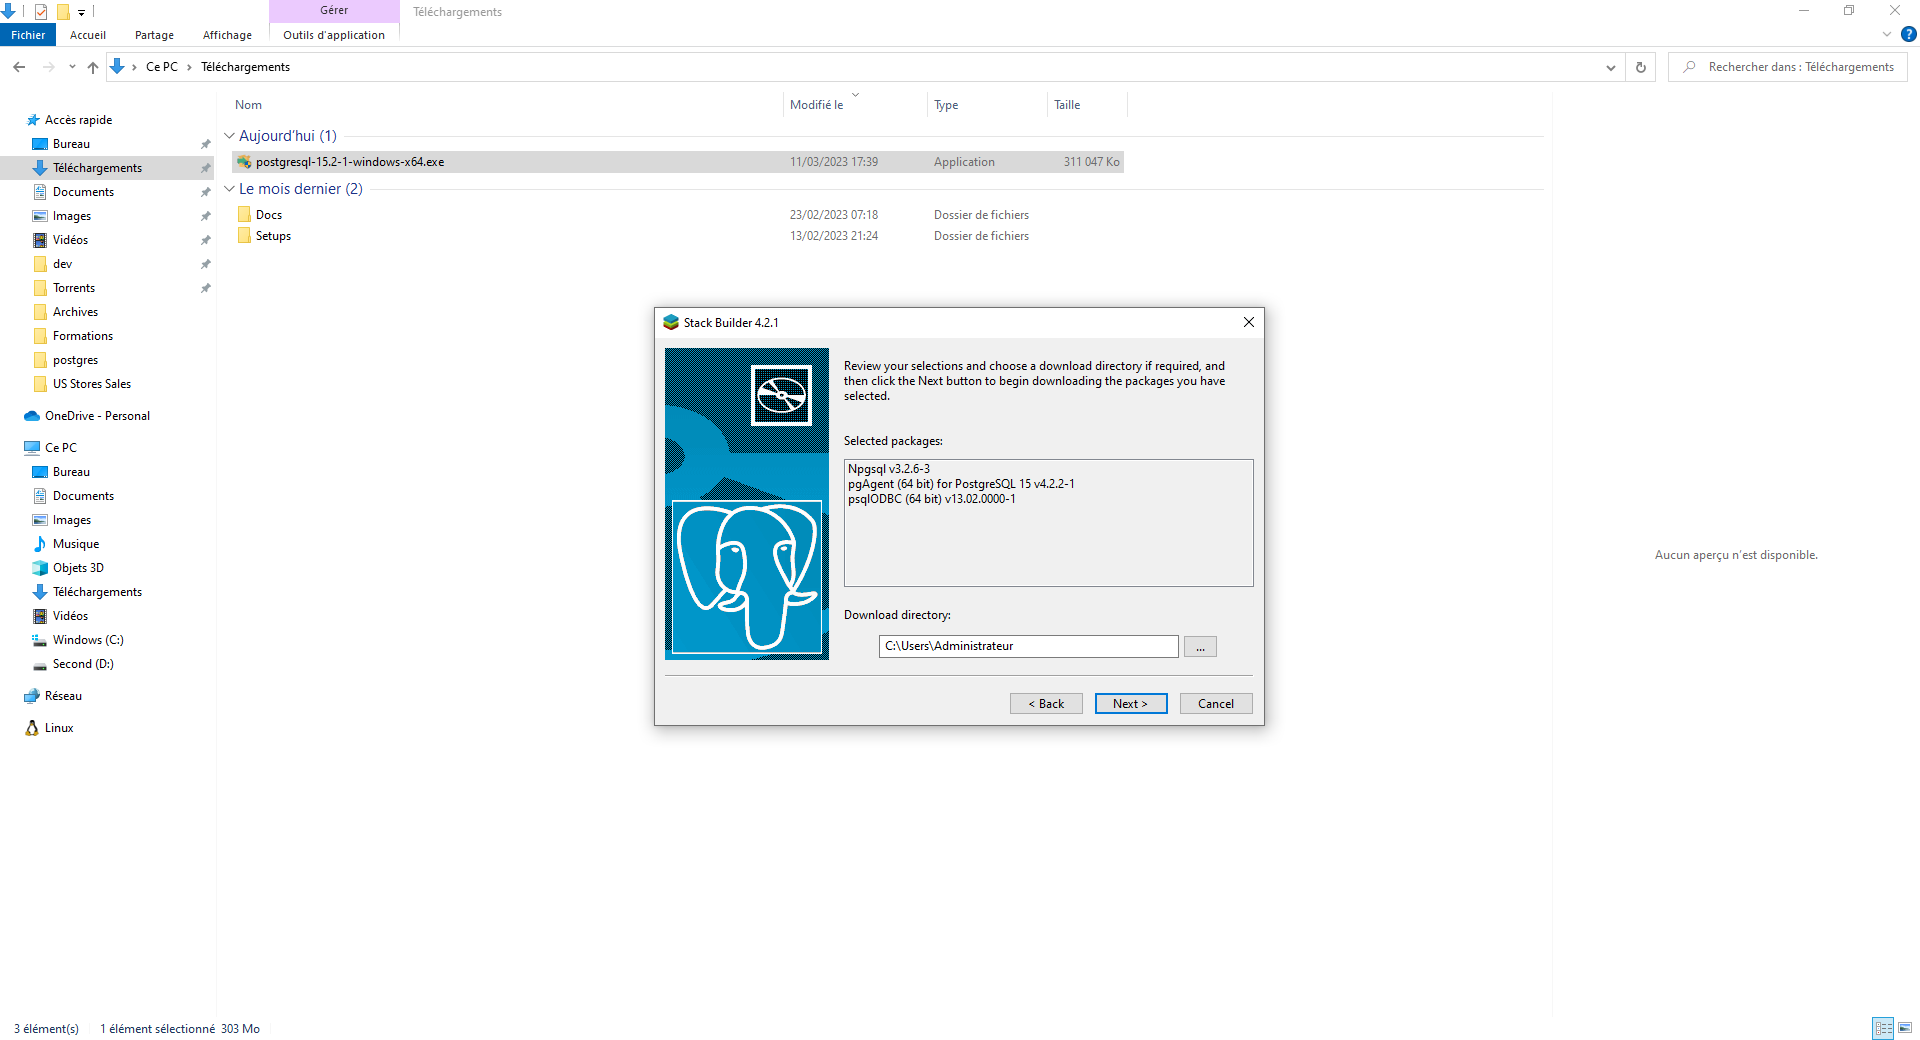 Gérer
Téléchargements
Fichier
Accueil
Partage
Affichage
Outils d'application
?
Ce PC
Téléchargements
Rechercher dans : Téléchargements
Nom
Modifié le
Type
Taille
Accès rapide
Bureau
Téléchargements
Documents
Images
Vidéos
dev
Torrents
Archives
Formations
postgres
US Stores Sales
OneDrive - Personal
Ce PC
Bureau
Documents
Images
Musique
Objets 3D
Téléchargements
Vidéos
Windows (C:)
Second (D:)
Réseau
Linux
Aujourd'hui (1)
postgresql-15.2-1-windows-x64.exe 11/03/2023 17:39 Application 311 047 Ko
Le mois dernier (2)
Docs 23/02/2023 07:18 Dossier de fichiers
Setups 13/02/2023 21:24 Dossier de fichiers
Stack Builder 4.2.1
Review your selections and choose a download directory if required, and
then click the Next button to begin downloading the packages you have
selected.
Selected packages:
Npgsql v3.2.6-3
pgAgent (64 bit) for PostgreSQL 15 v4.2.2-1
psqlODBC (64 bit) v13.02.0000-1
Download directory:
C:\Users\Administrateur
...
< Back
Next >
Cancel
Aucun aperçu n'est disponible.
3 élément(s)
1 élément sélectionné 303 Mo